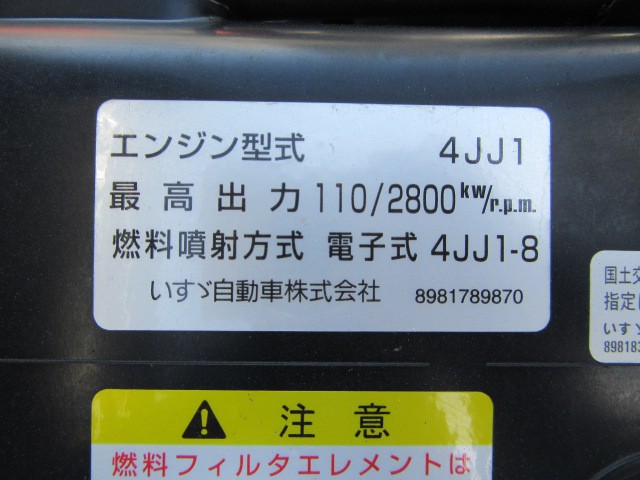 エンジン型式 4JJ1
最高出力 110/2800kw/r.p.m.
燃料噴射方式 電子式 4JJ1-8
いすゞ自動車株式会社 8981789870
国土交
指定
いすゞ
89818
注意
燃料フィルタエレメントは